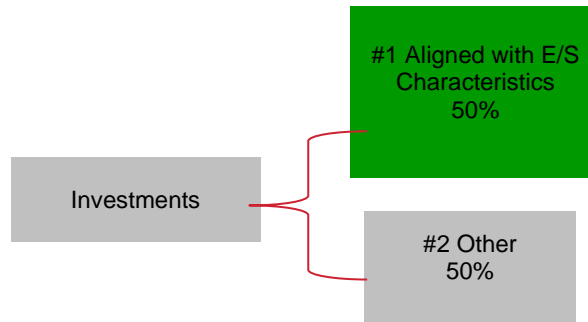 #1 Aligned with E/S
Characteristics
50%
Investments
#2 Other
50%